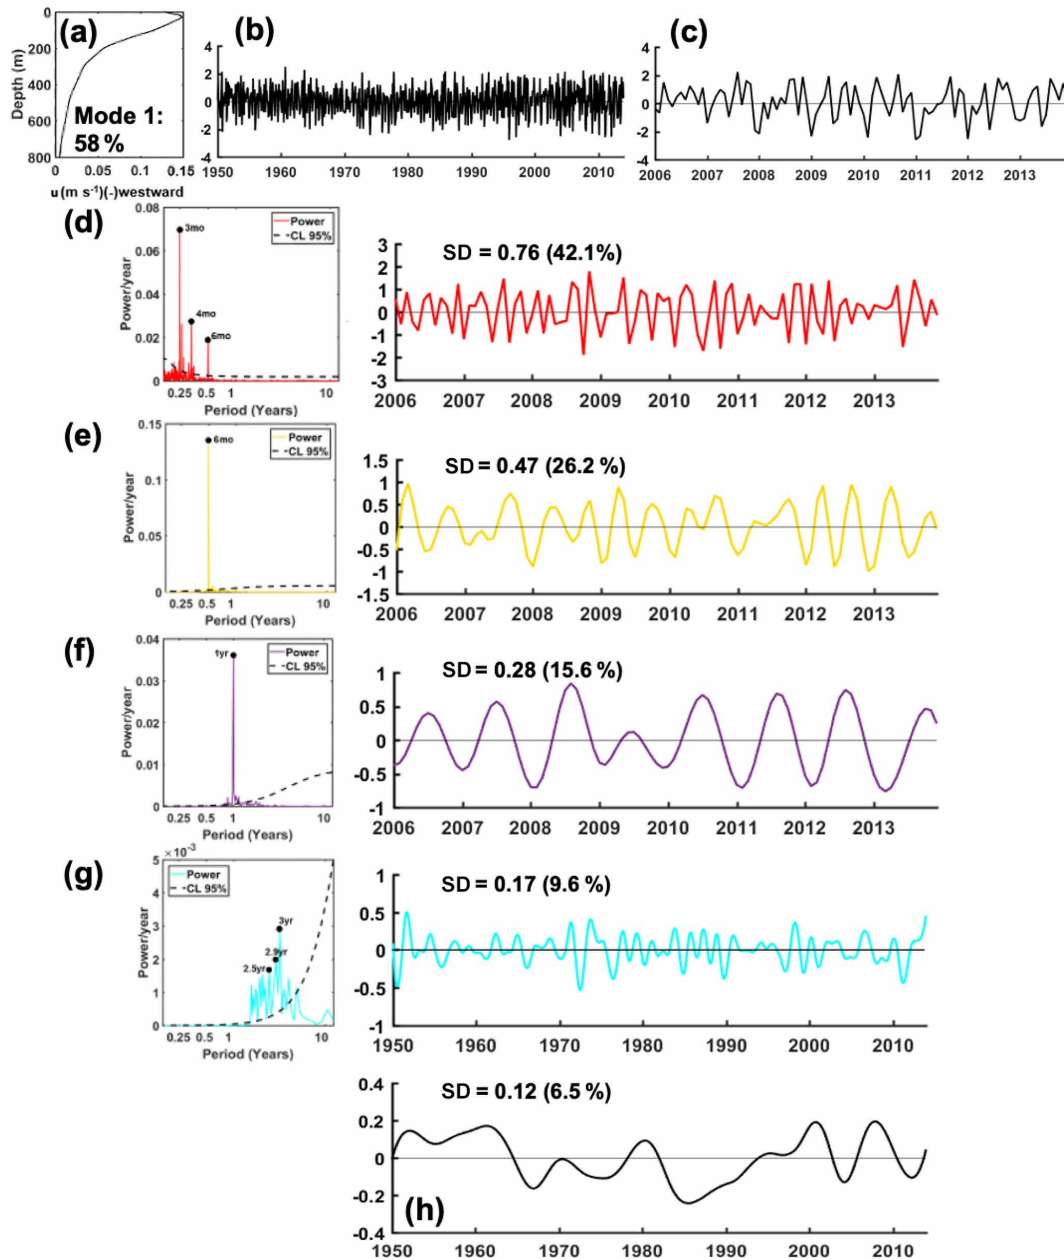 (a)
0
200
400
600
800
Depth (m)
Mode 1:
58 %
0 0.05 0.1 0.15
u (m s⁻¹)(-)westward
(b)
4
2
0
-2
-4
1950 1960 1970 1980 1990 2000 2010
(c)
4
2
0
-2
-4
2006 2007 2008 2009 2010 2011 2012 2013
(d)
0.08
0.06
0.04
0.02
0
Power/year
3mo
4mo
6mo
Power
CL 95%
0.25 0.5 1 10
Period (Years)
SD = 0.76 (42.1%)
3
2
1
0
-1
-2
-3
2006 2007 2008 2009 2010 2011 2012 2013
(e)
0.15
0.1
0.05
0
Power/year
6mo
Power
CL 95%
0.25 0.5 1 10
Period (Years)
SD = 0.47 (26.2 %)
1.5
1
0.5
0
-0.5
-1
-1.5
2006 2007 2008 2009 2010 2011 2012 2013
(f)
0.04
0.03
0.02
0.01
0
Power/year
1yr
Power
CL 95%
0.25 0.5 1 10
Period (Years)
SD = 0.28 (15.6 %)
1
0.5
0
-0.5
-1
2006 2007 2008 2009 2010 2011 2012 2013
(g)
×10⁻³
5
4
3
2
1
0
Power/year
Power
CL 95%
3yr
2.9yr
2.5yr
0.25 0.5 1 10
Period (Years)
SD = 0.17 (9.6 %)
1
0.5
0
-0.5
-1
1950 1960 1970 1980 1990 2000 2010
SD = 0.12 (6.5 %)
0.4
0.2
0
-0.2
-0.4
(h)
1950 1960 1970 1980 1990 2000 2010